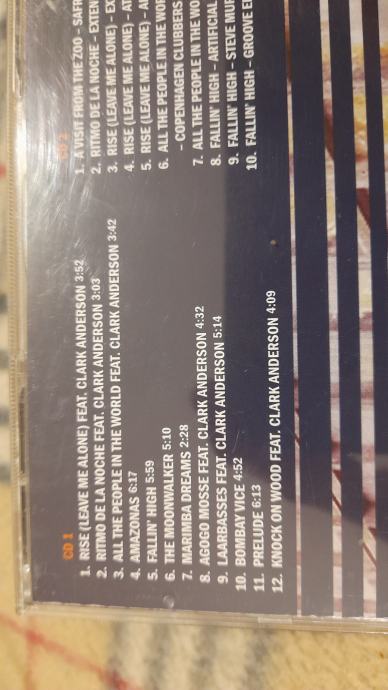 CD 1
1. RISE (LEAVE ME ALONE) FEAT. CLARK ANDERSON 3:52
2. RITMO DE LA NOCHE FEAT. CLARK ANDERSON 3:03
3. ALL THE PEOPLE IN THE WORLD FEAT. CLARK ANDERSON 3:42
4. AMAZONAS 6:17
5. FALLIN' HIGH 5:59
6. THE MOONWALKER 5:10
7. MARIMBA DREAMS 2:28
8. AGOGO MOSSE FEAT. CLARK ANDERSON 4:32
9. LAARBASSES FEAT. CLARK ANDERSON 5:14
10. BOMBAY VICE 4:52
11. PRELUDE 6:13
12. KNOCK ON WOOD FEAT. CLARK ANDERSON 4:09
CD 2
1. A VISIT FROM THE ZOO –
2. RITMO DE LA NOCHE –
3. RISE (LEAVE ME ALONE) –
4. RISE (LEAVE ME ALONE) –
5. RISE (LEAVE ME ALONE) –
6. ALL THE PEOPLE IN THE
– COPENHAGEN CLUBBERS
7. ALL THE PEOPLE IN THE
8. FALLIN' HIGH – ARTIFICIAL
9. FALLIN' HIGH – STEVE
10. FALLIN' HIGH – GROOVE